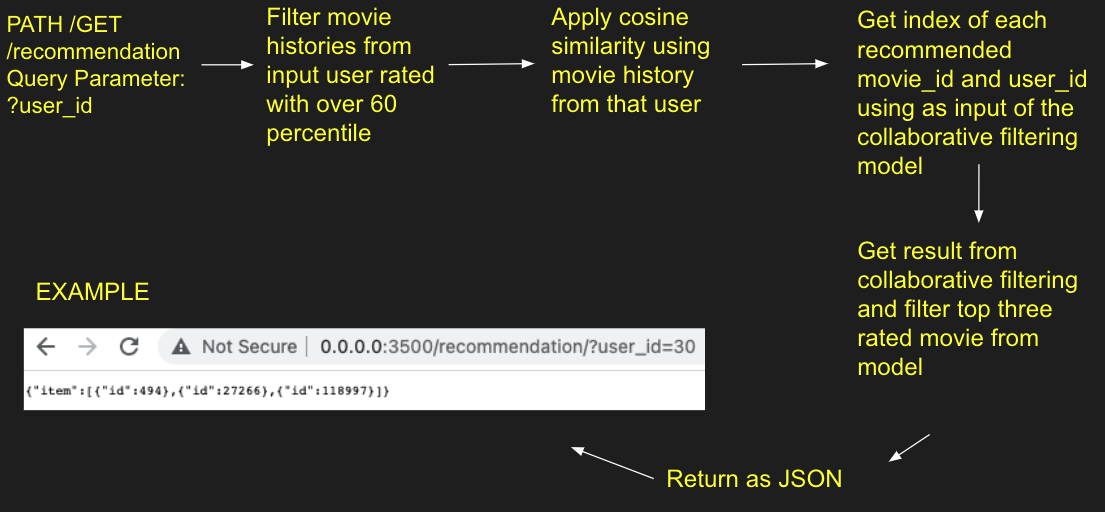 PATH /GET
/recommendation
Query Parameter:
?user_id
Filter movie
histories from
input user rated
with over 60
percentile
Apply cosine
similarity using
movie history
from that user
Get index of each
recommended
movie_id and user_id
using as input of the
collaborative filtering
model
Get result from
collaborative filtering
and filter top three
rated movie from
model
EXAMPLE
Not Secure | 0.0.0.0:3500/recommendation/?user_id=30
{"item":[{"id":494},{"id":27266},{"id":118997}]}
Return as JSON